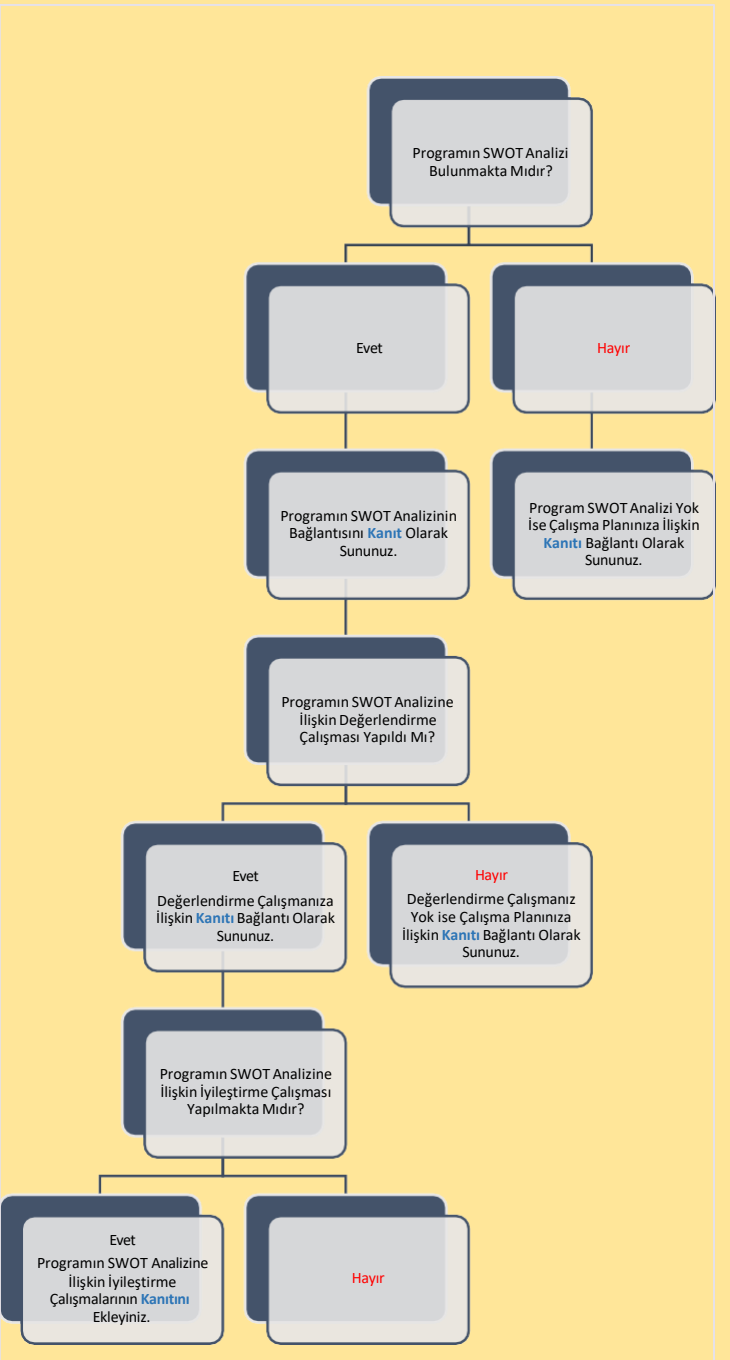 Programın SWOT Analizi
Bulunmakta Mıdır?
Evet
Hayır
Programın SWOT Analizinin
Bağlantısını Kanıt Olarak
Sununuz.
Program SWOT Analizi Yok
İse Çalışma Planınıza İlişkin
Kanıtı Bağlantı Olarak
Sununuz.
Programın SWOT Analizine
İlişkin Değerlendirme
Çalışması Yapıldı Mı?
Evet
Değerlendirme Çalışmanıza
İlişkin Kanıtı Bağlantı Olarak
Sununuz.
Hayır
Değerlendirme Çalışmanız
Yok ise Çalışma Planınıza
İlişkin Kanıtı Bağlantı Olarak
Sununuz.
Programın SWOT Analizine
İlişkin İyileştirme Çalışması
Yapılmakta Mıdır?
Evet
Programın SWOT Analizine
İlişkin İyileştirme
Çalışmalarının Kanıtını
Ekleyiniz.
Hayır